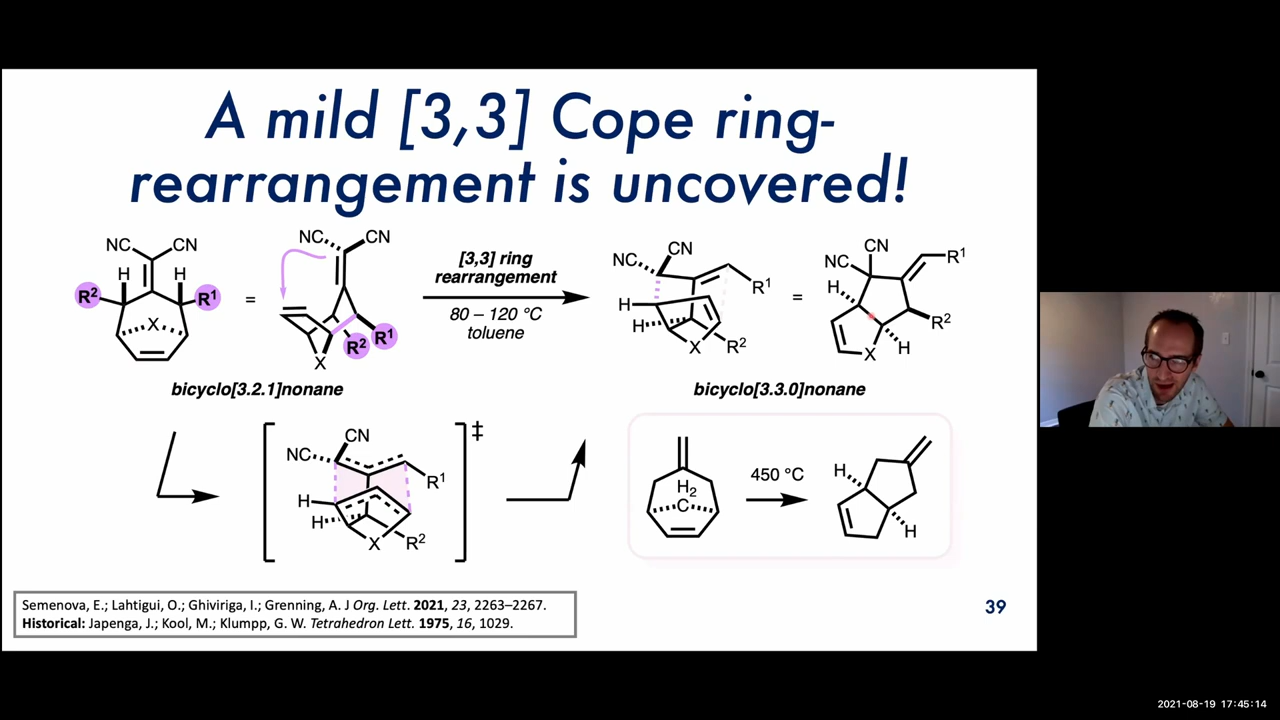 A mild [3,3] Cope ring-
rearrangement is uncovered!
NC CN
H H
R² R¹
X
=
NC CN
R² R¹
X
[3,3] ring
rearrangement
80 – 120 °C
toluene
CN
NC
R¹
H
H
X R²
=
CN
NC R¹
H
R²
X H
bicyclo[3.2.1]nonane
bicyclo[3.3.0]nonane
CN
NC
R¹
H
H
X R²
‡
H₂
C
450 °C
H
H
Semenova, E.; Lahtigui, O.; Ghiviriga, I.; Grenning, A. J Org. Lett. 2021, 23, 2263–2267.
Historical: Japenga, J.; Kool, M.; Klumpp, G. W. Tetrahedron Lett. 1975, 16, 1029.
39
2021-08-19 17:45:14